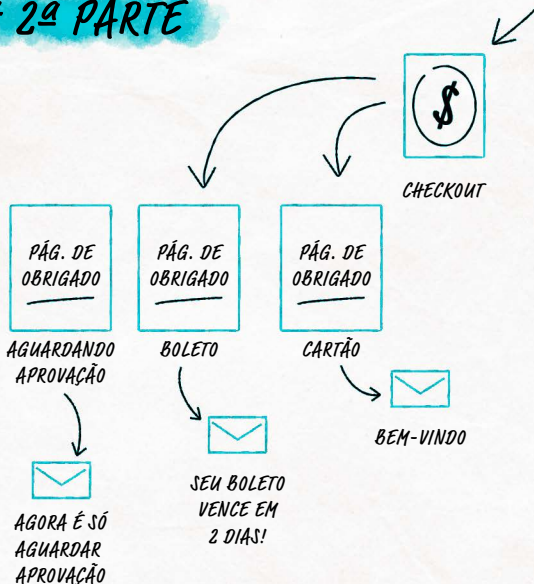 2ª PARTE
$
CHECKOUT
PÁG. DE
OBRIGADO
AGUARDANDO
APROVAÇÃO
PÁG. DE
OBRIGADO
BOLETO
PÁG. DE
OBRIGADO
CARTÃO
AGORA É SÓ
AGUARDAR
APROVAÇÃO
SEU BOLETO
VENCE EM
2 DIAS!
BEM-VINDO